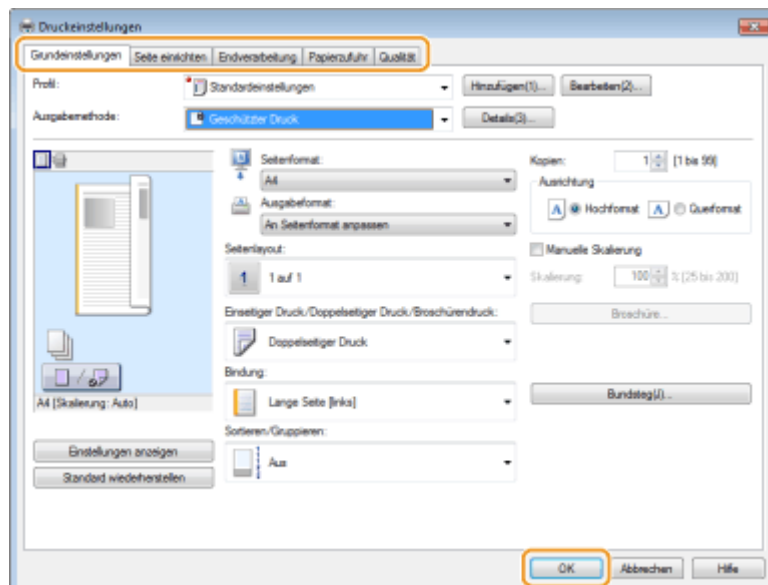 Druckeinstellungen
Grundeinstellungen Seite einrichten Endverarbeitung Papierzufuhr Qualität
Profil: Standardeinstellungen Hinzufügen(1)... Bearbeiten(2)...
Ausgabemethode: Geschützter Druck Details(3)...
Seitenformat:
A4
Ausgabeformat:
An Seitenformat anpassen
Seitenlayout:
1 1 auf 1
Einseitiger Druck/Doppelseitiger Druck/Broschürendruck:
Doppelseitiger Druck
Bindung:
Lange Seite [links]
Sortieren/Gruppieren:
Aus
Kopien: 1 [1 bis 99]
Ausrichtung
A Hochformat A Querformat
Manuelle Skalierung
Skalierung: 100 % [25 bis 200]
Broschüre...
Bundsteg(J)...
A4 [Skalierung: Auto]
Einstellungen anzeigen
Standard wiederherstellen
OK Abbrechen Hilfe